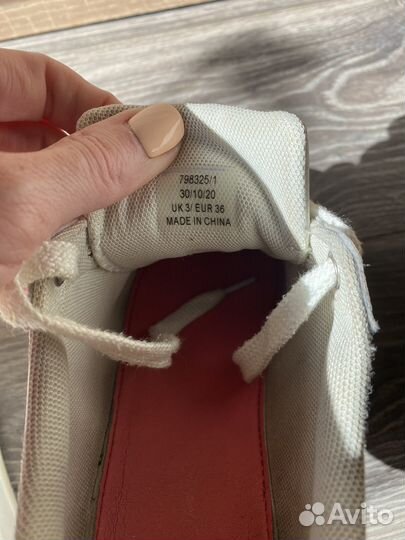 798325/1
30/10/20
UK 3/ EUR 36
MADE IN CHINA
Avito